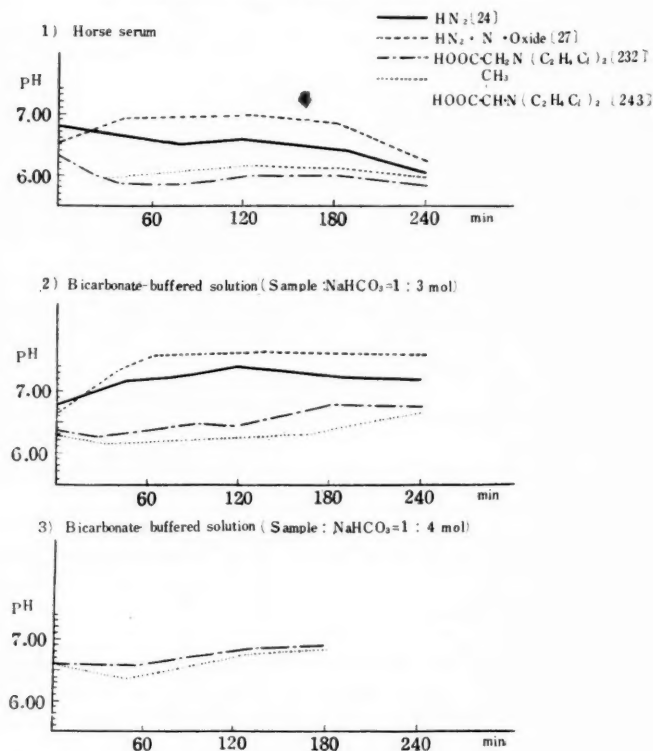 HN₂ [24]
HN₂ · N · Oxide [27]
HOOC-CH₂N (C₂H₄Cl)₂ [232]
CH₃
HOOC-CH·N(C₂H₄Cl)₂ [243]
1) Horse serum
PH
7.00
6.00
60 120 180 240 min
2) Bicarbonate-buffered solution (Sample :NaHCO₃=1 : 3 mol)
PH
7.00
6.00
60 120 180 240 min
3) Bicarbonate-buffered solution ( Sample : NaHCO₃=1 : 4 mol)
PH
7.00
6.00
60 120 180 240 min